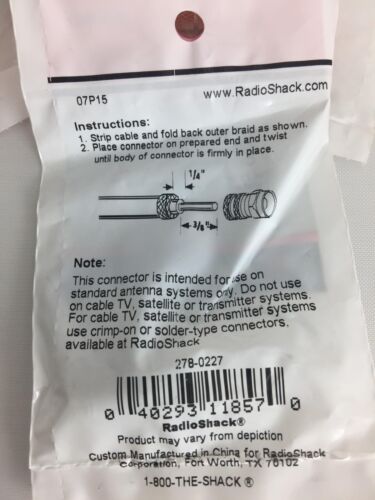 07P15 www.RadioShack.com
Instructions:
1. Strip cable and fold back outer braid as shown.
2. Place connector on prepared end and twist
until body of connector is firmly in place.
1/4"
3/8"
Note:
This connector is intended for use on
standard antenna systems only. Do not use
on cable TV, satellite or transmitter systems.
For cable TV, satellite or transmitter systems
use crimp-on or solder-type connectors,
available at RadioShack
278-0227
0 40293 11857 0
RadioShack®
Product may vary from depiction
Custom Manufactured in China for RadioShack
Corporation, Fort Worth, TX 76102
1-800-THE-SHACK®